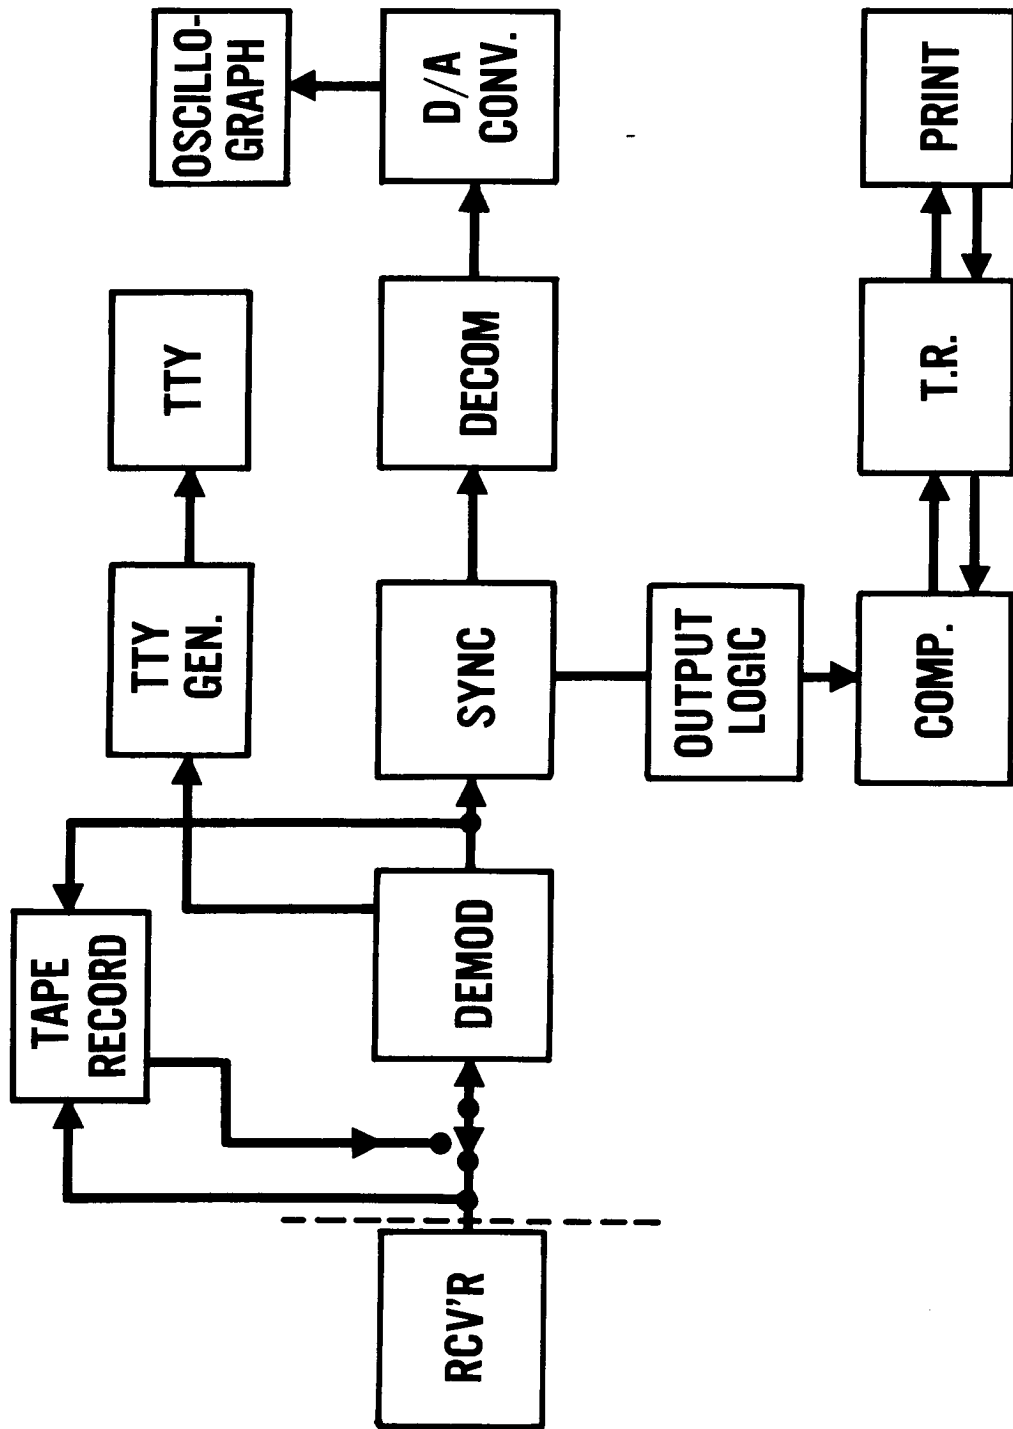 RCV'R
TAPE
RECORD
DEMOD
TTY
GEN.
SYNC
OUTPUT
LOGIC
COMP.
TTY
DECOM
T.R.
OSCILLO-
GRAPH
D/A
CONV.
PRINT